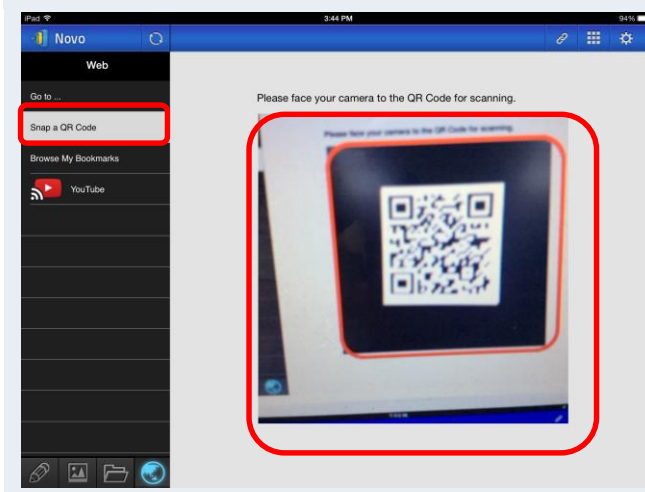 iPad
3:44 PM
94%
Novo
Web
Go to ...
Snap a QR Code
Browse My Bookmarks
YouTube
Please face your camera to the QR Code for scanning.
Please face your camera to the QR Code for scanning.